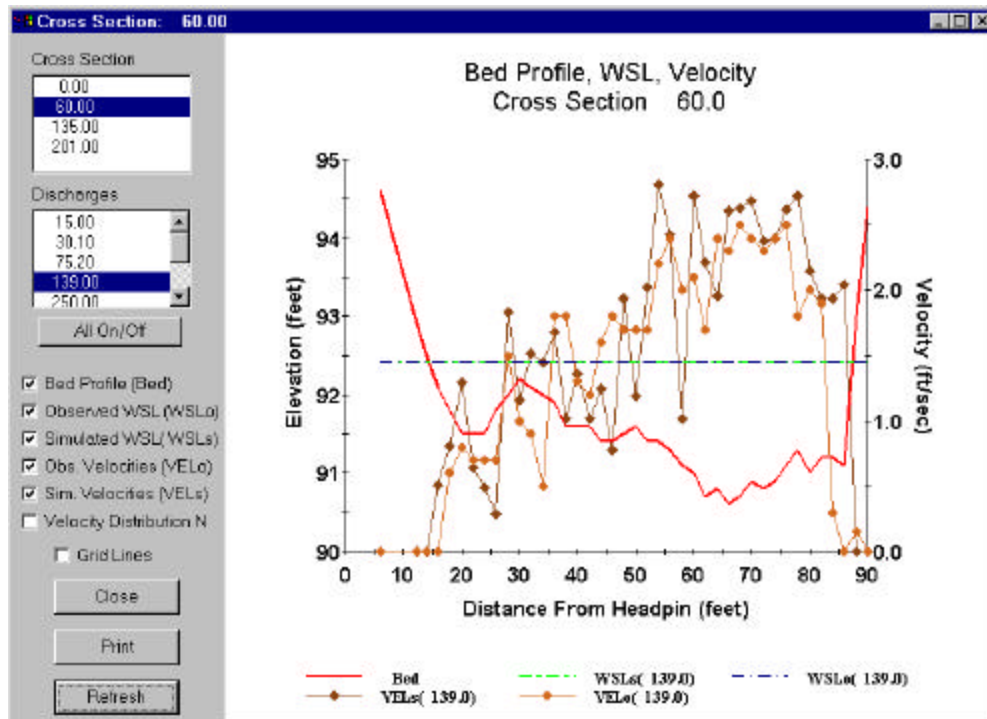 Cross Section: 60.00
Cross Section
0.00
60.00
135.00
201.00
Discharges
15.00
30.10
75.20
139.00
250.00
All On/Off
Bed Profile (Bed)
Observed WSL (WSLo)
Simulated WSL( WSLs)
Obs. Velocities (VELo)
Sim. Velocities (VELs)
Velocity Distribution N
Grid Lines
Close
Print
Refresh
Bed Profile, WSL, Velocity
Cross Section 60.0
Elevation (feet)
95
94
93
92
91
90
3.0
2.0
1.0
0.0
Velocity (ft/sec)
0 10 20 30 40 50 60 70 80 90
Distance From Headpin (feet)
Bed WSLs( 139.0) WSLo( 139.0)
VELs( 139.0) VELo( 139.0)